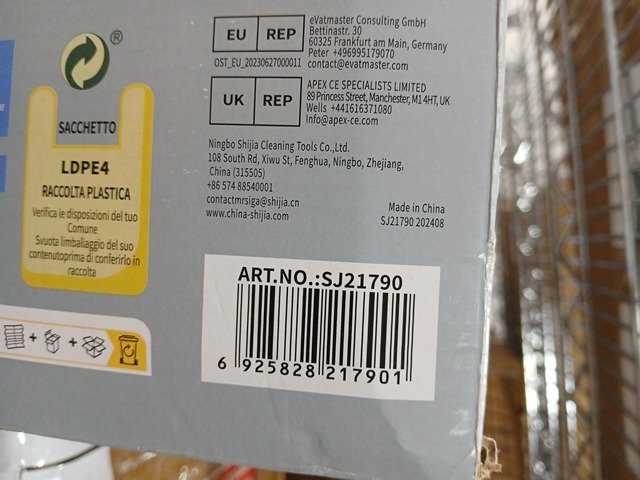 EU REP
eVatmaster Consulting GmbH
Bettinastr. 30
60325 Frankfurt am Main, Germany
Peter +496995179070
OST_EU_20230627000011
contact@evatmaster.com
UK REP
APEX CE SPECIALISTS LIMITED
89 Princess Street, Manchester, M1 4HT, UK
Wells +441616371080
Info@apex-ce.com
Ningbo Shijia Cleaning Tools Co.,Ltd.
108 South Rd, Xiwu St, Fenghua, Ningbo, Zhejiang,
China (315505)
+86 574 88540001
contactmrsiga@shijia.cn
www.china-shijia.com
Made in China
SJ21790 202408
®
SACCHETTO
LDPE4
RACCOLTA PLASTICA
Verifica le disposizioni del tuo
Comune
Svuota limballaggio del suo
contenutoprima di conferirlo in
raccolta
ART.NO.:SJ21790
6 925828 217901